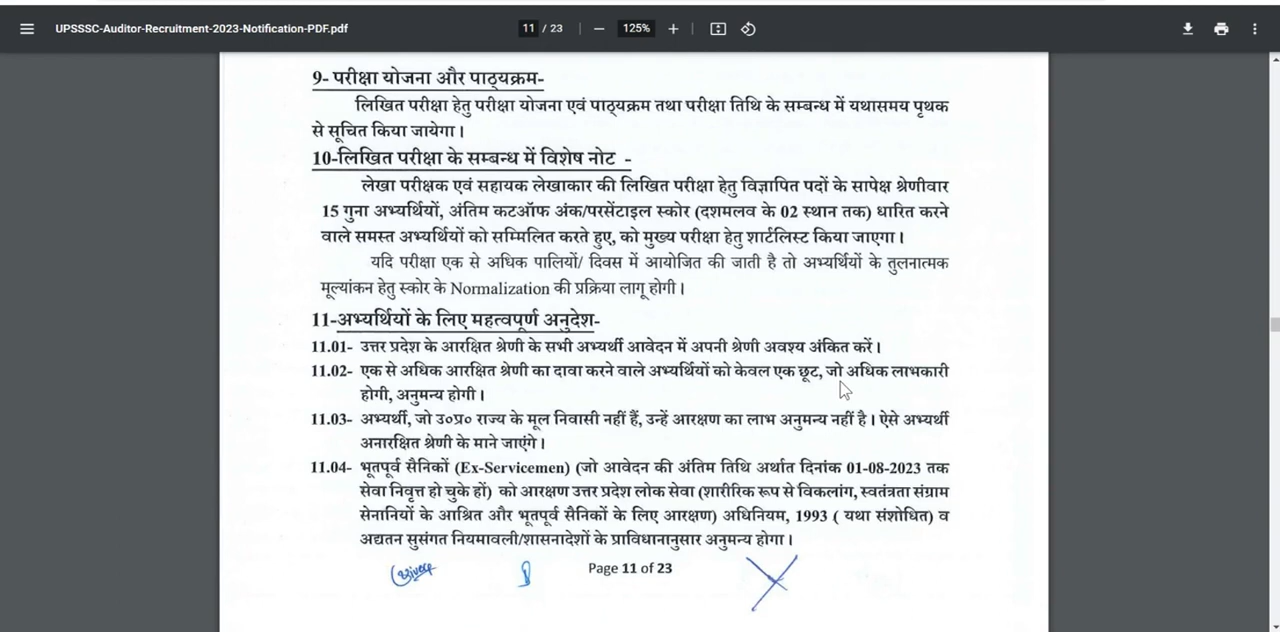 UPSSSC-Auditor-Recruitment-2023-Notification-PDF.pdf 11 / 23 125%
9- परीक्षा योजना और पाठ्यक्रम-
लिखित परीक्षा हेतु परीक्षा योजना एवं पाठ्यक्रम तथा परीक्षा तिथि के सम्बन्ध में यथासमय पृथक
से सूचित किया जायेगा।
10-लिखित परीक्षा के सम्बन्ध में विशेष नोट -
लेखा परीक्षक एवं सहायक लेखाकार की लिखित परीक्षा हेतु विज्ञापित पदों के सापेक्ष श्रेणीवार
15 गुना अभ्यर्थियों, अंतिम कटऑफ अंक/परसेंटाइल स्कोर (दशमलव के 02 स्थान तक) धारित करने
वाले समस्त अभ्यर्थियों को सम्मिलित करते हुए, को मुख्य परीक्षा हेतु शार्टलिस्ट किया जाएगा।
यदि परीक्षा एक से अधिक पालियों/ दिवस में आयोजित की जाती है तो अभ्यर्थियों के तुलनात्मक
मूल्यांकन हेतु स्कोर के Normalization की प्रक्रिया लागू होगी।
11-अभ्यर्थियों के लिए महत्वपूर्ण अनुदेश-
11.01- उत्तर प्रदेश के आरक्षित श्रेणी के सभी अभ्यर्थी आवेदन में अपनी श्रेणी अवश्य अंकित करें।
11.02- एक से अधिक आरक्षित श्रेणी का दावा करने वाले अभ्यर्थियों को केवल एक छूट, जो अधिक लाभकारी
होगी, अनुमन्य होगी।
11.03- अभ्यर्थी, जो उ०प्र० राज्य के मूल निवासी नहीं हैं, उन्हें आरक्षण का लाभ अनुमन्य नहीं है। ऐसे अभ्यर्थी
अनारक्षित श्रेणी के माने जाएंगे।
11.04- भूतपूर्व सैनिकों (Ex-Servicemen) (जो आवेदन की अंतिम तिथि अर्थात दिनांक 01-08-2023 तक
सेवा निवृत्त हो चुके हों) को आरक्षण उत्तर प्रदेश लोक सेवा (शारीरिक रूप से विकलांग, स्वतंत्रता संग्राम
सेनानियों के आश्रित और भूतपूर्व सैनिकों के लिए आरक्षण) अधिनियम, 1993 ( यथा संशोधित) व
अद्यतन सुसंगत नियमावली/शासनादेशों के प्राविधानानुसार अनुमन्य होगा।
Page 11 of 23